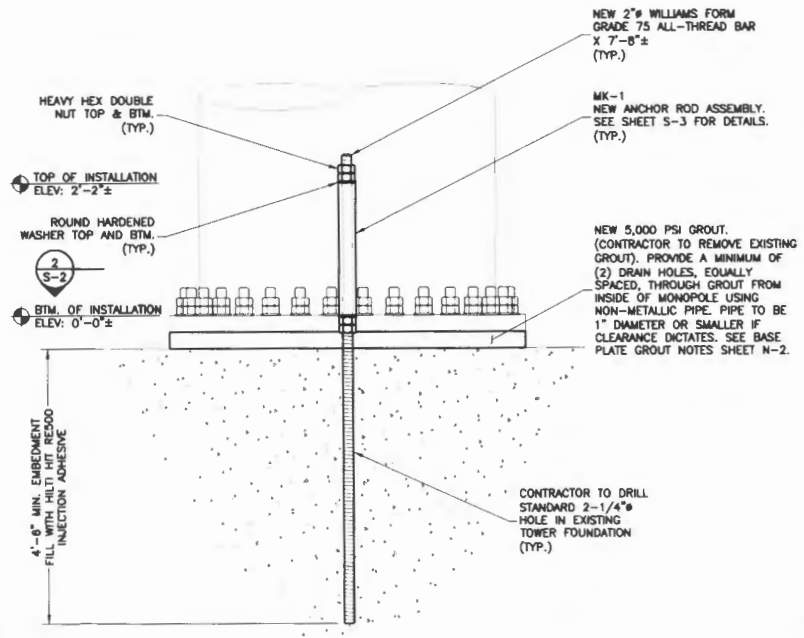 NEW 2"ø WILLIAMS FORM
GRADE 75 ALL-THREAD BAR
X 7'-8"±
(TYP.)
HEAVY HEX DOUBLE
NUT TOP & BTM.
(TYP.)
MK-1
NEW ANCHOR ROD ASSEMBLY.
SEE SHEET S-3 FOR DETAILS.
(TYP.)
TOP OF INSTALLATION
ELEV: 2'-2"±
ROUND HARDENED
WASHER TOP AND BTM.
(TYP.)
2
S-2
BTM. OF INSTALLATION
ELEV: 0'-0"±
NEW 5,000 PSI GROUT.
(CONTRACTOR TO REMOVE EXISTING
GROUT). PROVIDE A MINIMUM OF
(2) DRAIN HOLES, EQUALLY
SPACED, THROUGH GROUT FROM
INSIDE OF MONOPOLE USING
NON-METALLIC PIPE. PIPE TO BE
1" DIAMETER OR SMALLER IF
CLEARANCE DICTATES. SEE BASE
PLATE GROUT NOTES SHEET N-2.
4'-6" MIN. EMBEDMENT
FILL WITH HILTI HIT RE500
INJECTION ADHESIVE
CONTRACTOR TO DRILL
STANDARD 2-1/4"ø
HOLE IN EXISTING
TOWER FOUNDATION
(TYP.)